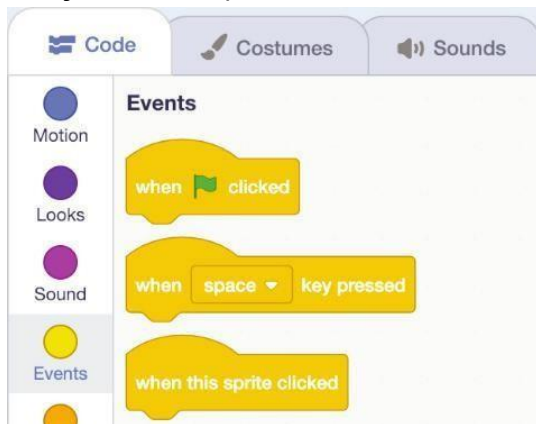 Code Costumes Sounds
Events
Motion
when clicked
Looks
when space key pressed
Sound
Events
when this sprite clicked